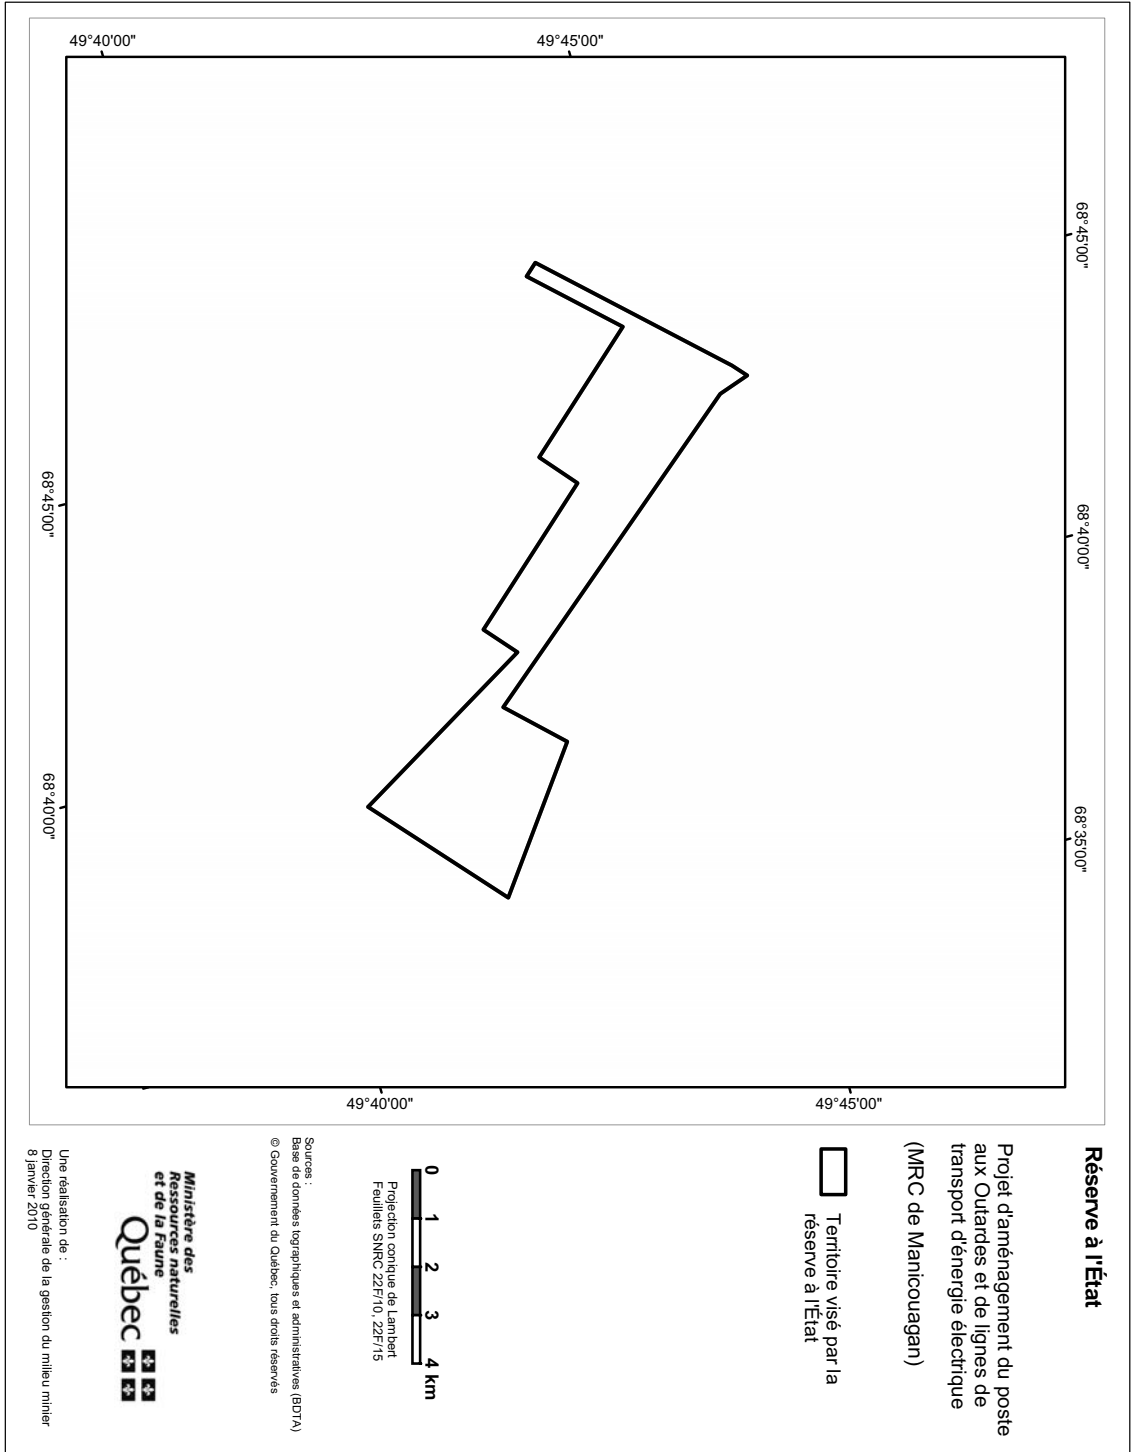 49°40'00"
49°45'00"
68°45'00"
68°40'00"
68°35'00"
68°45'00"
68°40'00"
49°40'00"
49°45'00"
Réserve à l'État
Projet d'aménagement du poste
aux Outardes et de lignes de
transport d'énergie électrique
(MRC de Manicouagan)
Territoire visé par la
réserve à l'État
0 1 2 3 4 km
Projection conique de Lambert
Feuillets SNRC 22F/10, 22F/15
Sources :
Base de données tographiques et administratives (BDTA)
© Gouvernement du Québec, tous droits réservés
Ministère des
Ressources naturelles
et de la Faune
Québec
Une réalisation de :
Direction générale de la gestion du milieu minier
8 janvier 2010